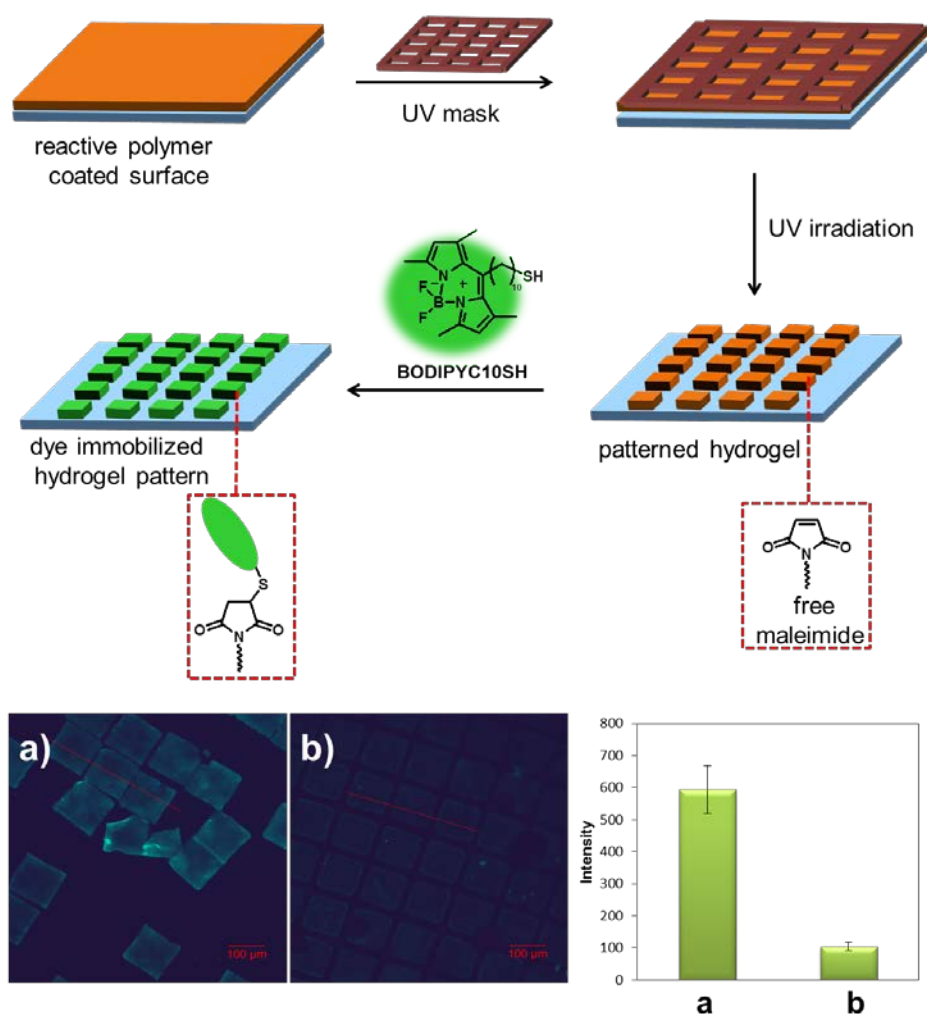 UV mask
reactive polymer
coated surface
UV irradiation
SH
10
N
N
F
B
F
-
+
BODIPYC10SH
dye immobilized
hydrogel pattern
patterned hydrogel
S
O
N
O
O
N
O
free
maleimide
a)
100 µm
b)
100 µm
Intensity
800
700
600
500
400
300
200
100
0
a
b